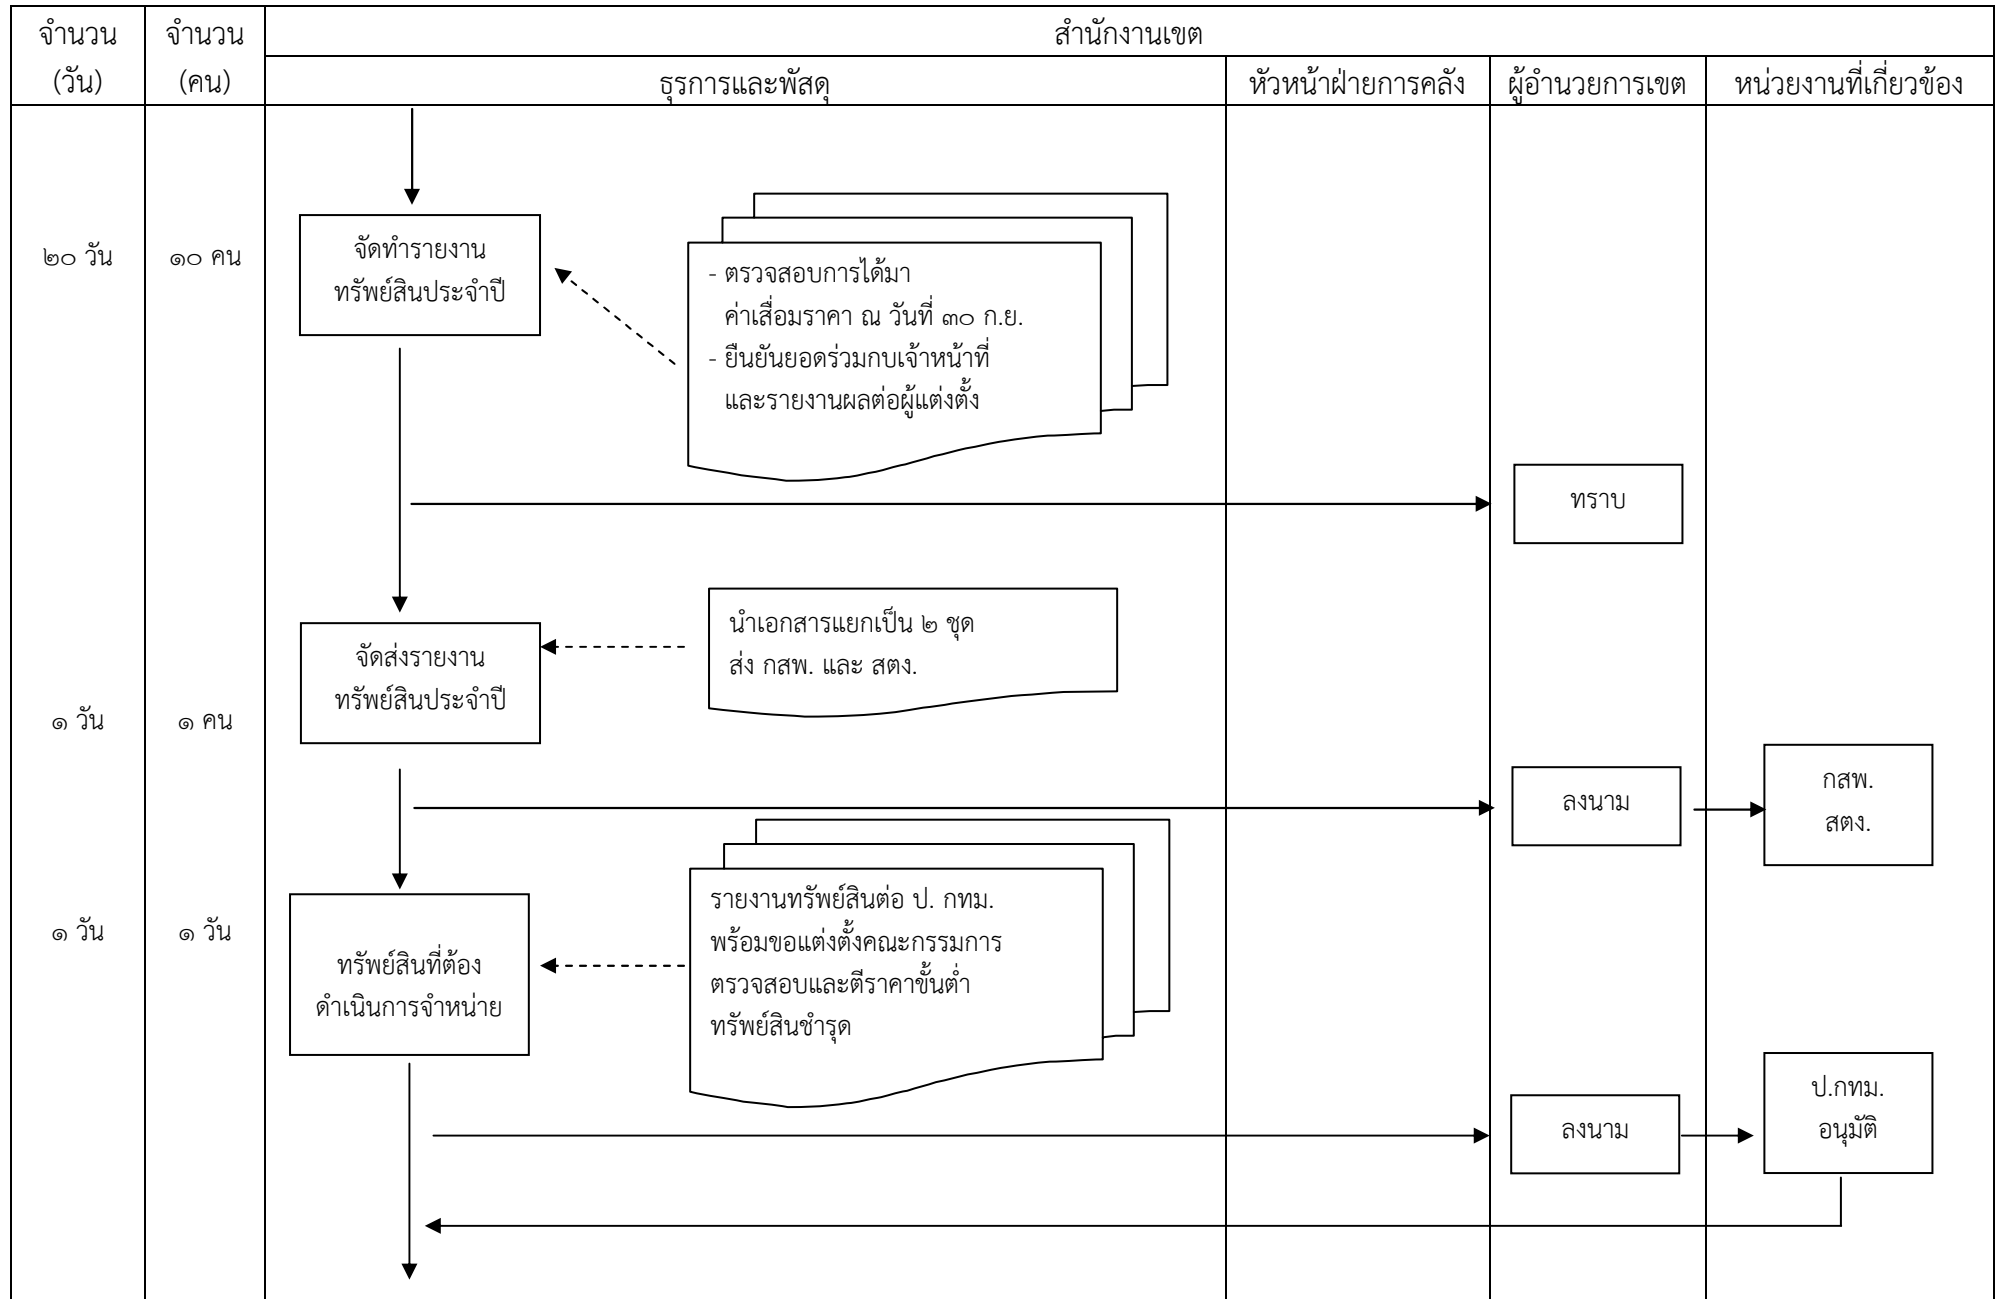 จำนวน
(วัน)
จำนวน
(คน)
สำนักงานเขต
ธุรการและพัสดุ
หัวหน้าฝ่ายการคลัง
ผู้อำนวยการเขต
หน่วยงานที่เกี่ยวข้อง
๒๐ วัน
๑๐ คน
จัดทำรายงาน
ทรัพย์สินประจำปี
- ตรวจสอบการได้มา
ค่าเสื่อมราคา ณ วันที่ ๓๐ ก.ย.
- ยืนยันยอดร่วมกบเจ้าหน้าที่
และรายงานผลต่อผู้แต่งตั้ง
ทราบ
จัดส่งรายงาน
ทรัพย์สินประจำปี
นำเอกสารแยกเป็น ๒ ชุด
ส่ง กสพ. และ สตง.
๑ วัน
๑ คน
ลงนาม
กสพ.
สตง.
๑ วัน
๑ วัน
ทรัพย์สินที่ต้อง
ดำเนินการจำหน่าย
รายงานทรัพย์สินต่อ ป. กทม.
พร้อมขอแต่งตั้งคณะกรรมการ
ตรวจสอบและตีราคาขั้นต่ำ
ทรัพย์สินชำรุด
ลงนาม
ป.กทม.
อนุมัติ